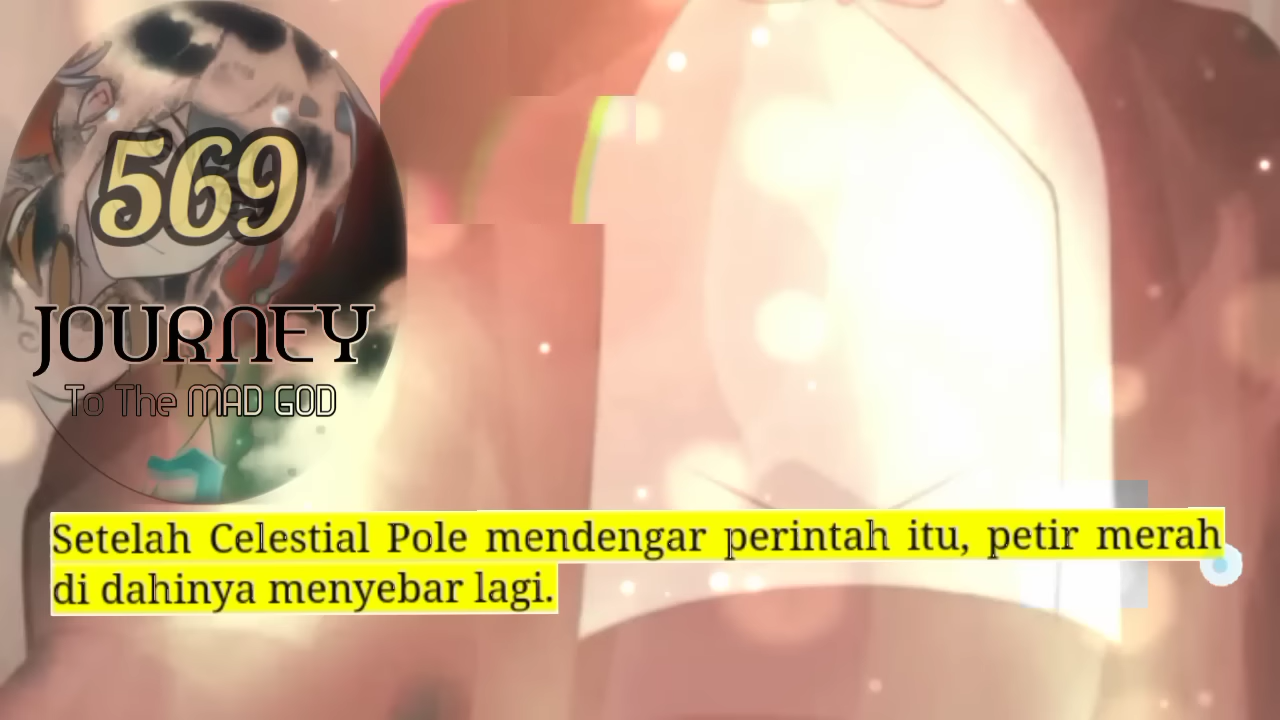 569
JOURNEY
To The MAD GOD
Setelah Celestial Pole mendengar perintah itu, petir merah
di dahinya menyebar lagi.